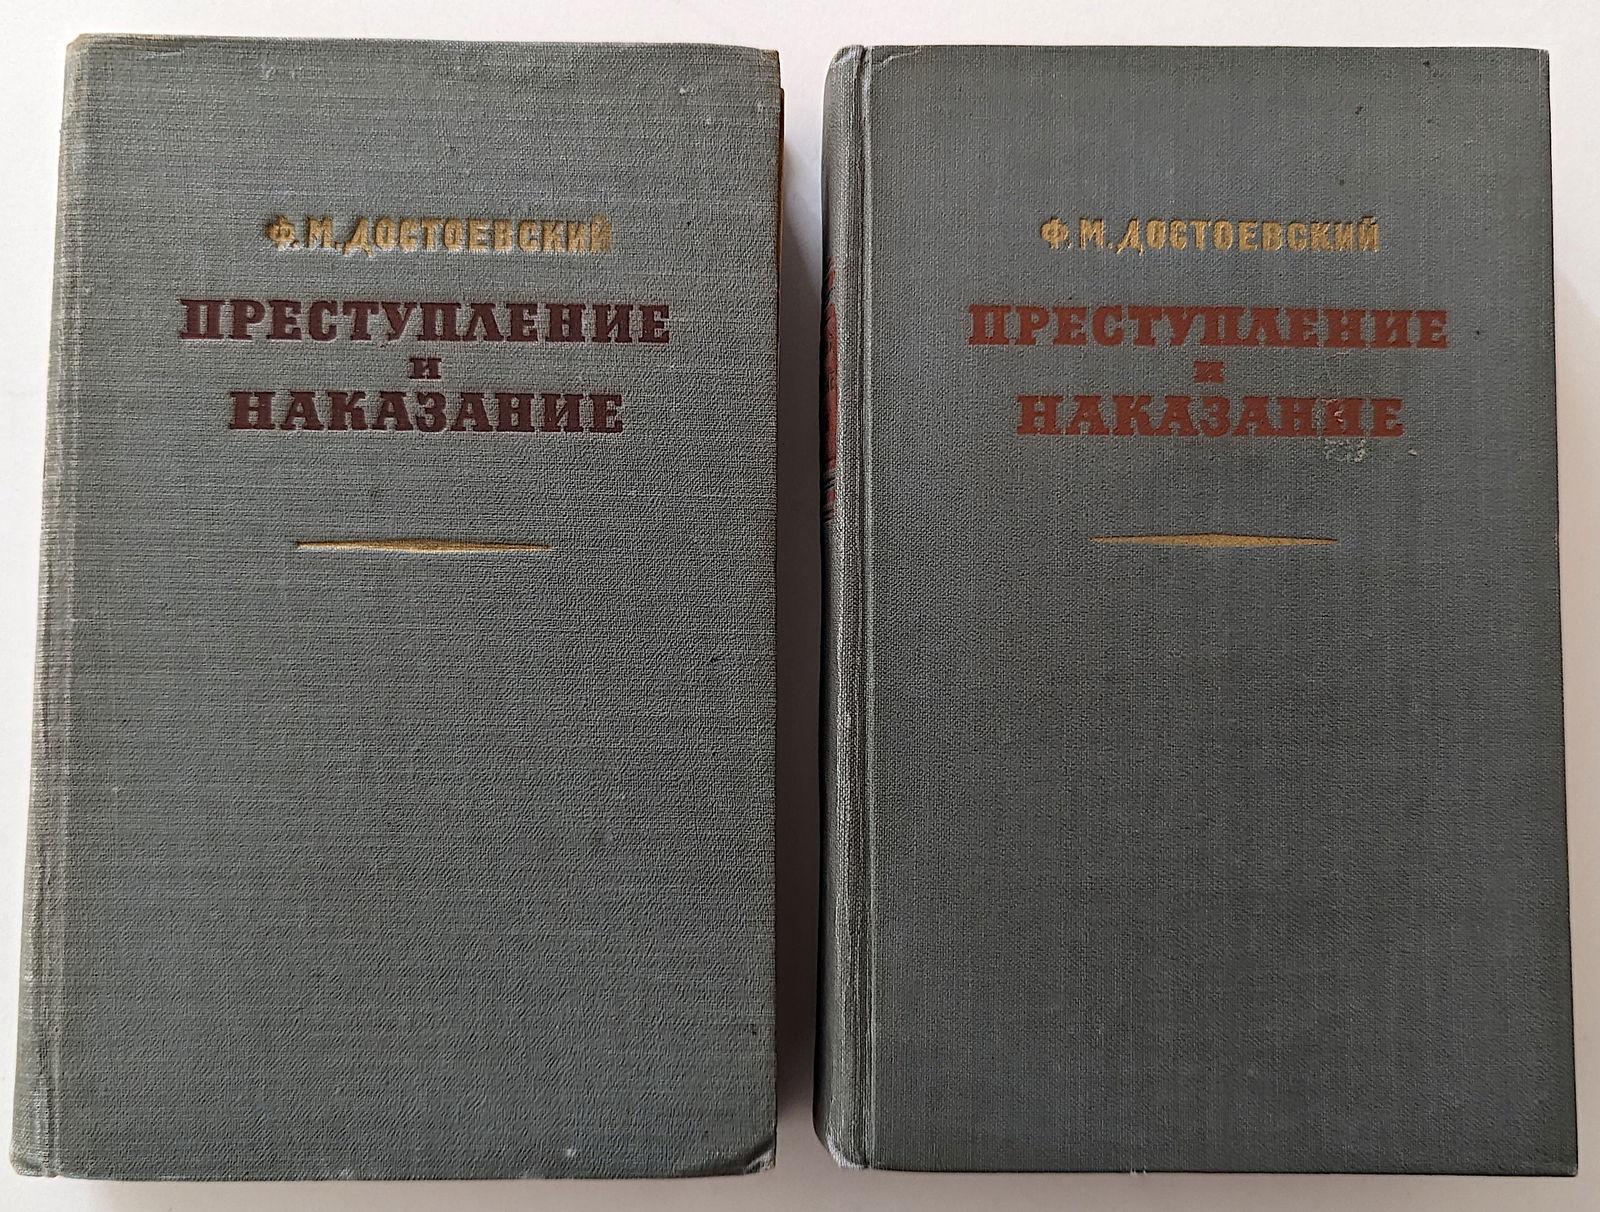 Ф. М. ДОСТОЕВСКИЙ
ПРЕСТУПЛЕНИЕ
и
НАКАЗАНИЕ
Ф. М. ДОСТОЕВСКИЙ
ПРЕСТУПЛЕНИЕ
и
НАКАЗАНИЕ